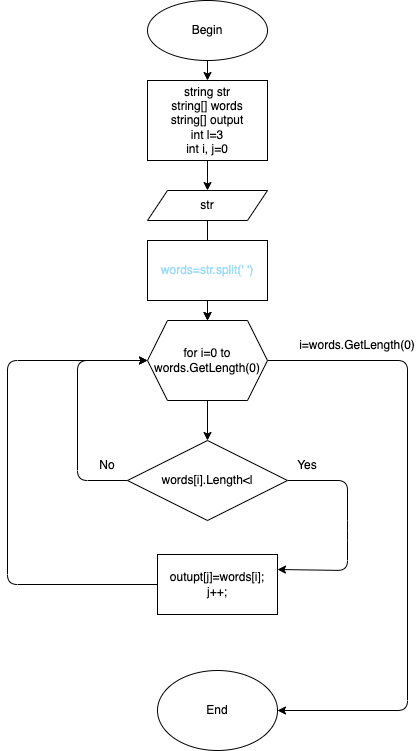 Begin
string str
string[] words
string[] output
int l=3
int i, j=0
str
words=str.split(' ')
for i=0 to
words.GetLength(0)
i=words.GetLength(0)
words[i].Length<l
No
Yes
outupt[j]=words[i];
j++;
End